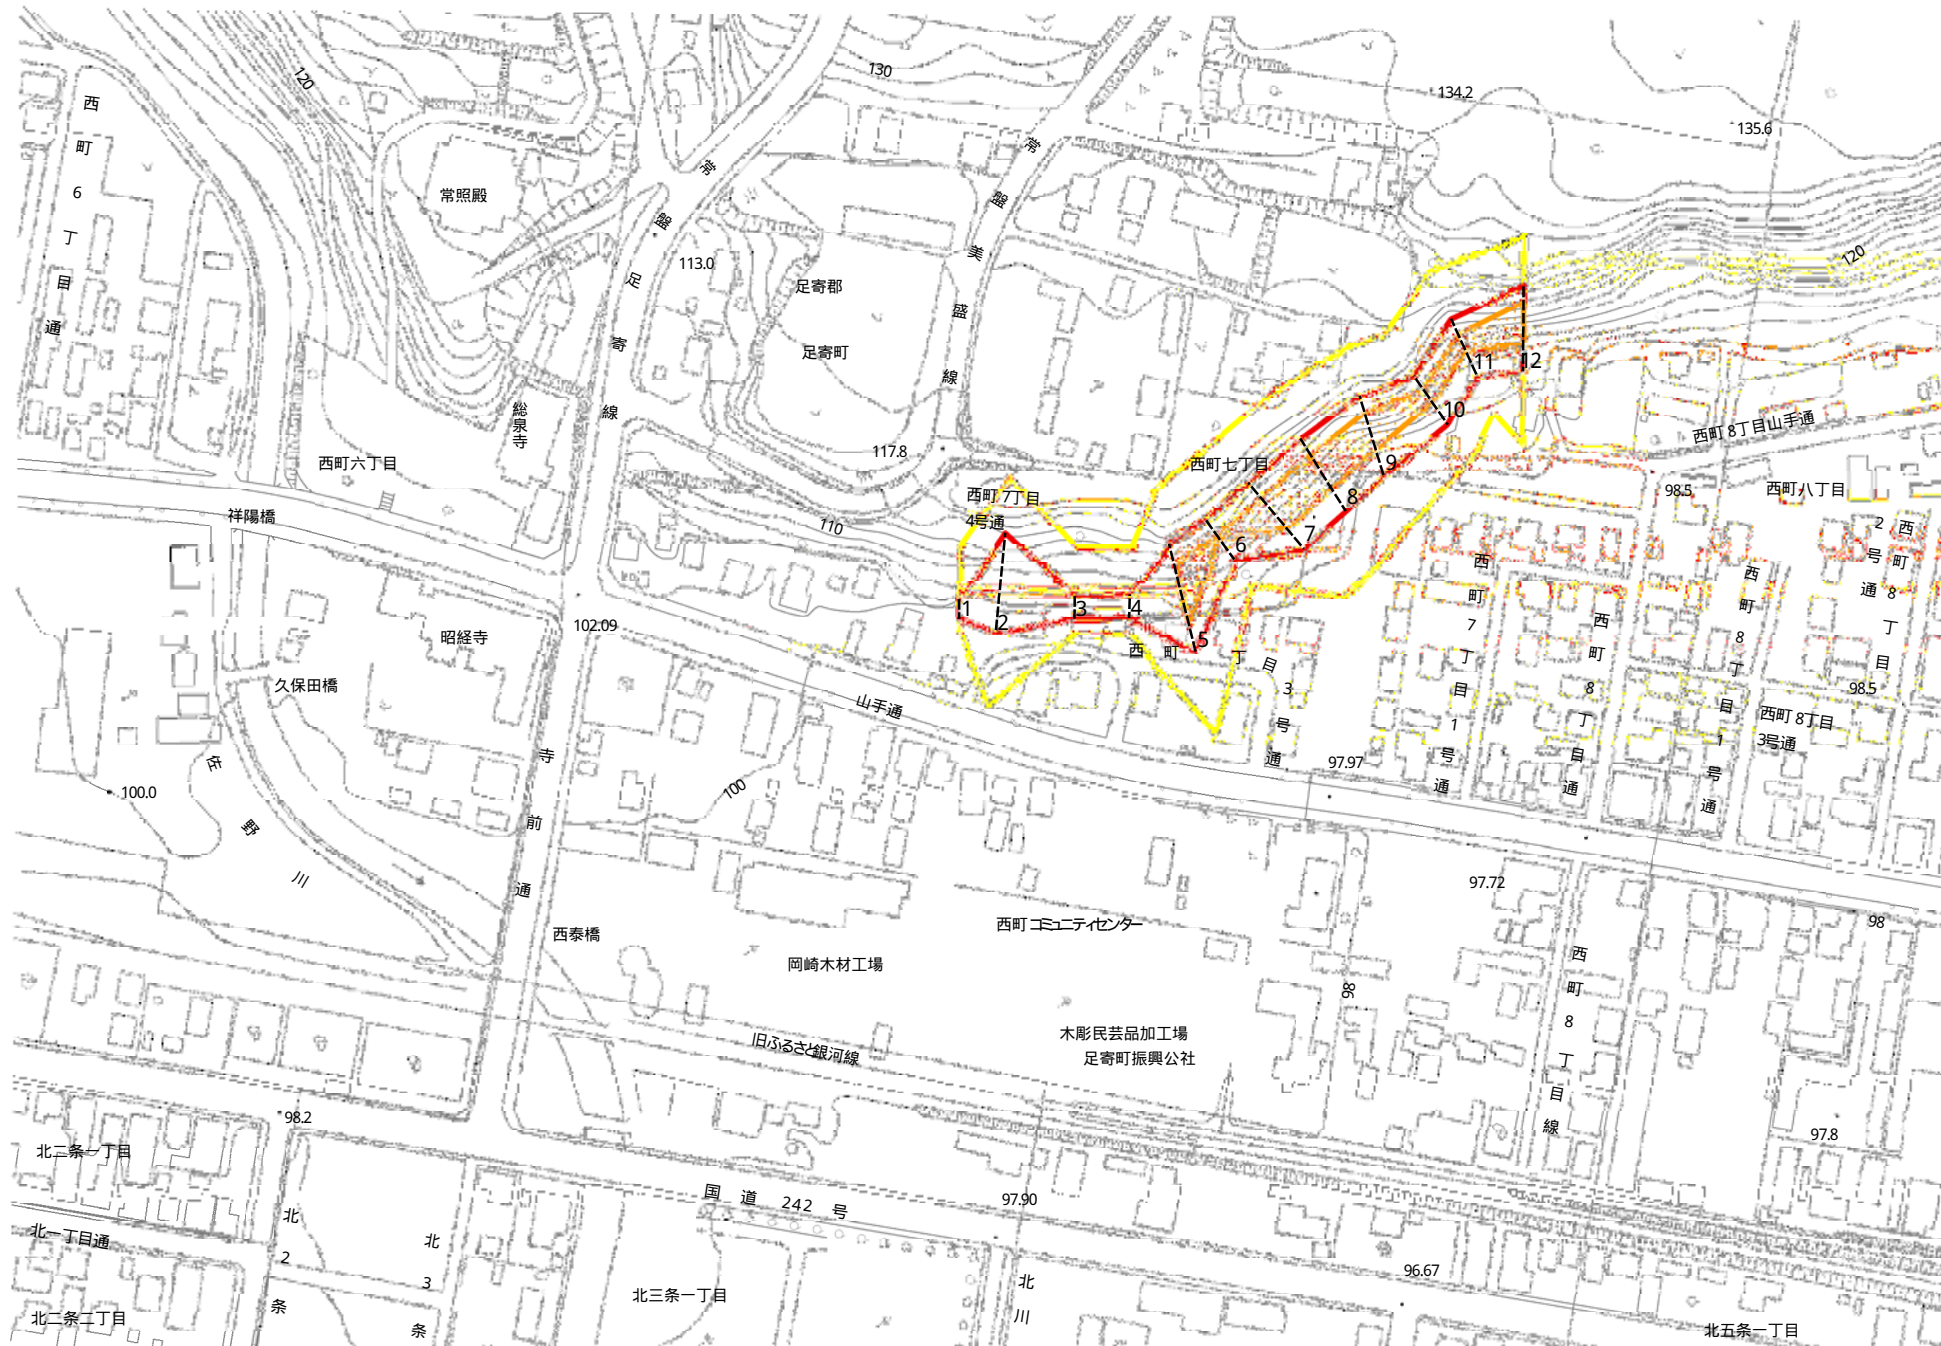 120
130
134.2
135.6
西町6丁目通
常照殿
常盤足寄線
常盤美盛線
113.0
足寄郡
足寄町
120
総泉寺
117.8
西町六丁目
西町七丁目
西町8丁目山手通
西町八丁目
98.5
西町7丁目
4号通
110
祥陽橋
1
2
3
4
5
6
7
8
9
10
11
12
102.09
昭経寺
久保田橋
西町 丁目3号通
西町7丁目1号通
西町8丁目通
西町8丁目1号通
西町8丁目
2号通
98.5
西町8丁目
3号通
山手通
97.97
100
100.0
佐野川
寺前通
97.72
98
西町コミュニティセンター
西泰橋
岡崎木材工場
98
西町8丁目線
木彫民芸品加工場
足寄町振興公社
旧ふるさと銀河線
98.2
97.8
北二条一丁目
国道242号
97.90
北一丁目通
北2条
北3条
北川
96.67
北三条一丁目
北二条二丁目
北五条一丁目